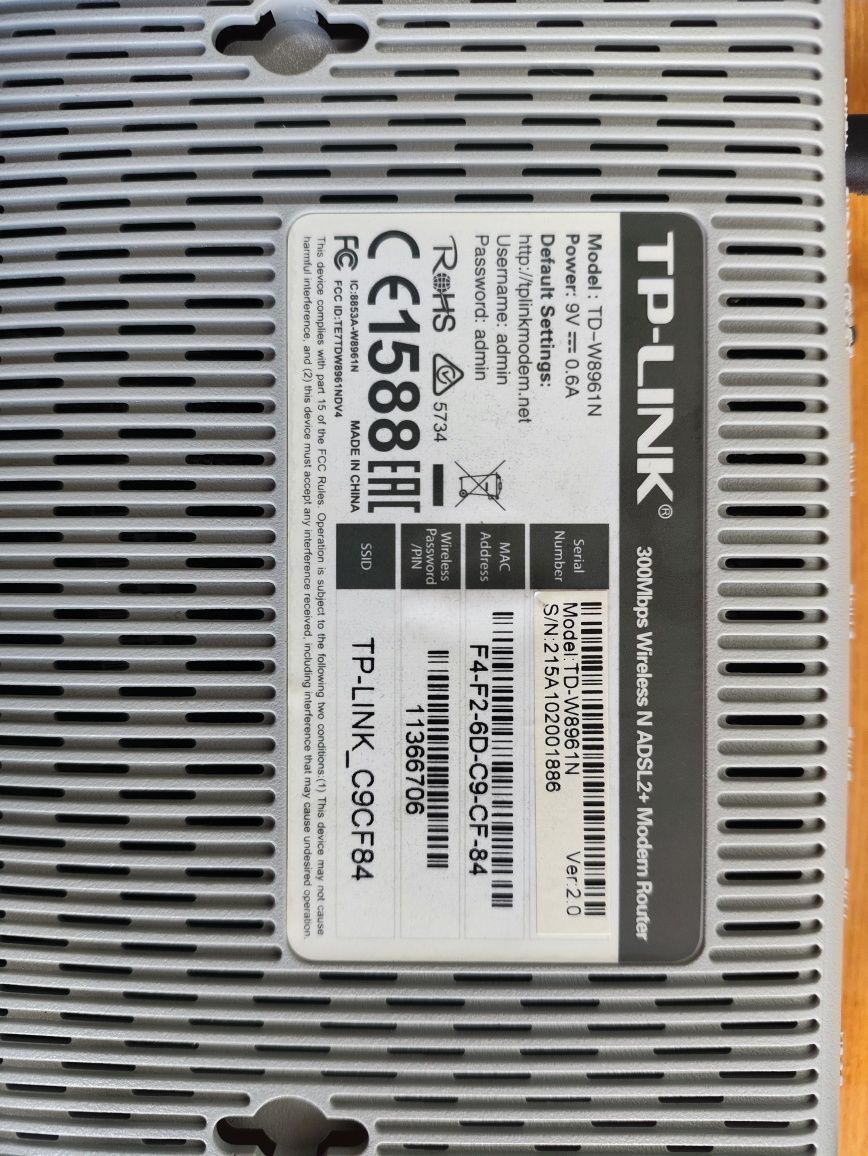 TP-LINK® 300Mbps Wireless N ADSL2+ Modem Router
Model : TD-W8961N
Power: 9V⎓0.6A
Default Settings:
http://tplinkmodem.net
Username: admin
Password: admin
RoHS 5734
CE1588 EAC
FC IC:8853A-W8961N
FCC ID:TE7TDW8961NDV4
MADE IN CHINA
Serial
Number
Model:TD-W8961N Ver:2.0
S/N:215A102001886
MAC
Address
F4-F2-6D-C9-CF-84
Wireless
Password
/PIN
11366706
SSID
TP-LINK_C9CF84
This device complies with part 15 of the FCC Rules. Operation is subject to the following two conditions:(1) This device may not cause
harmful interference, and (2) this device must accept any interference received, including interference that may cause undesired operation.